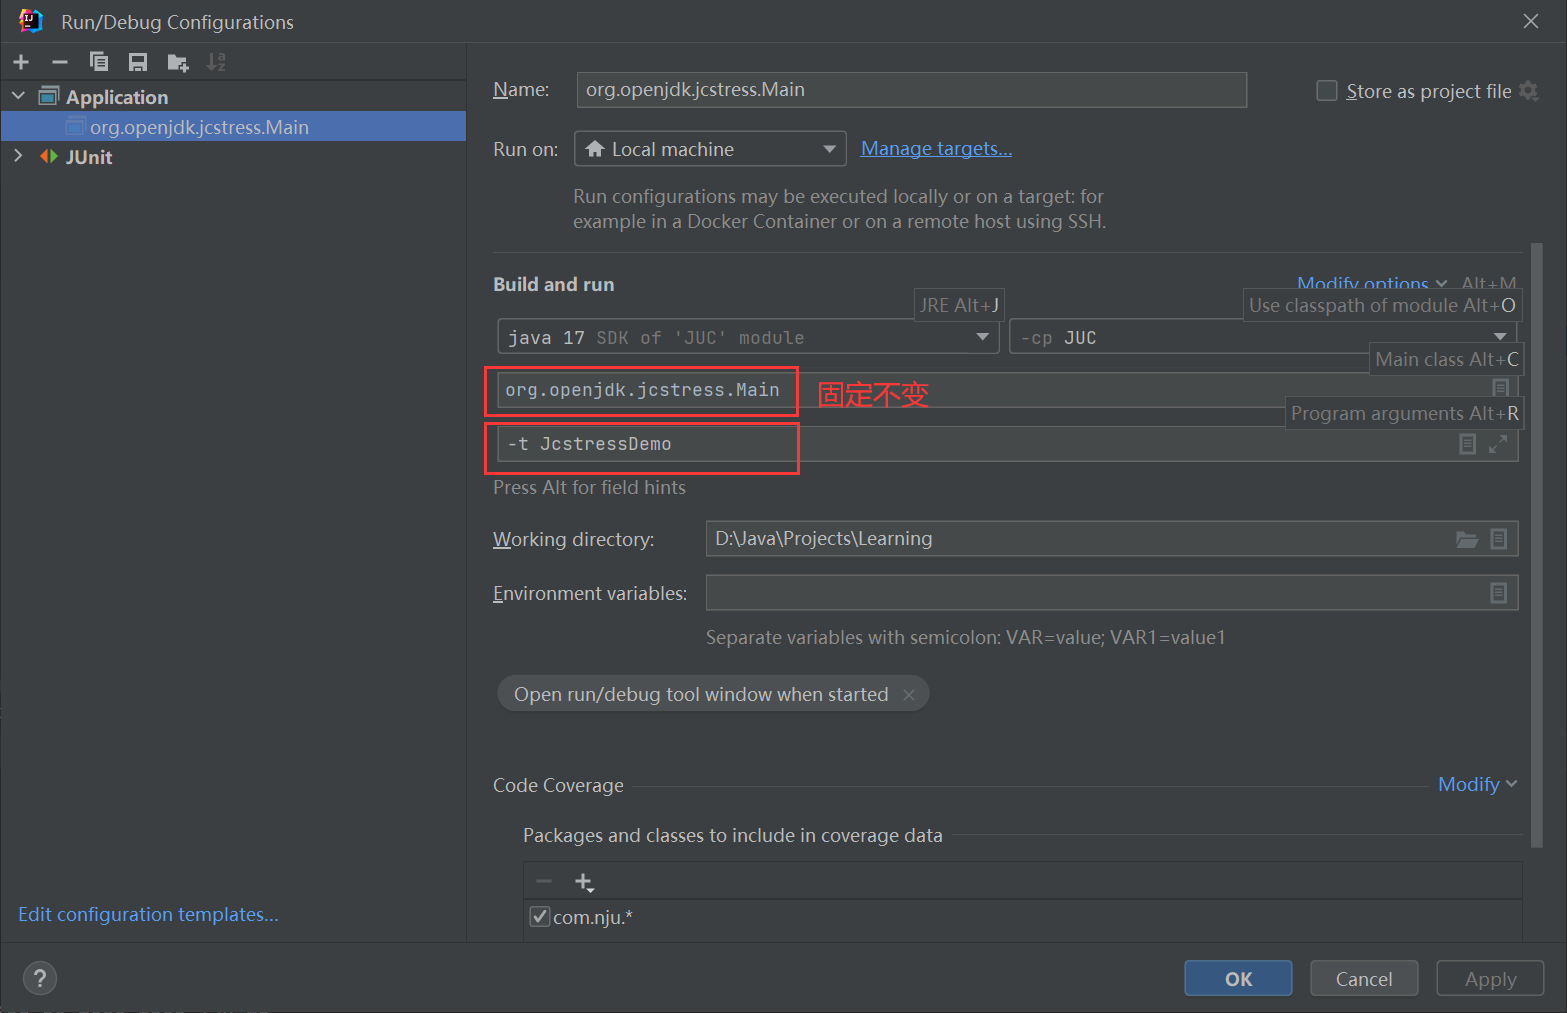 Run/Debug Configurations
Name:
org.openjdk.jcstress.Main
Store as project file
Application
org.openjdk.jcstress.Main
JUnit
Run on:
Local machine
Manage targets...
Run configurations may be executed locally or on a target: for
example in a Docker Container or on a remote host using SSH.
Build and run
Modify options
Alt+M
JRE Alt+J
Use classpath of module Alt+O
java 17 SDK of 'JUC' module
-cp JUC
Main class Alt+C
org.openjdk.jcstress.Main
固定不变
Program arguments Alt+R
-t JcstressDemo
Press Alt for field hints
Working directory:
D:\Java\Projects\Learning
Environment variables:
Separate variables with semicolon: VAR=value; VAR1=value1
Open run/debug tool window when started
Code Coverage
Modify
Packages and classes to include in coverage data
com.nju.*
Edit configuration templates...
?
OK
Cancel
Apply